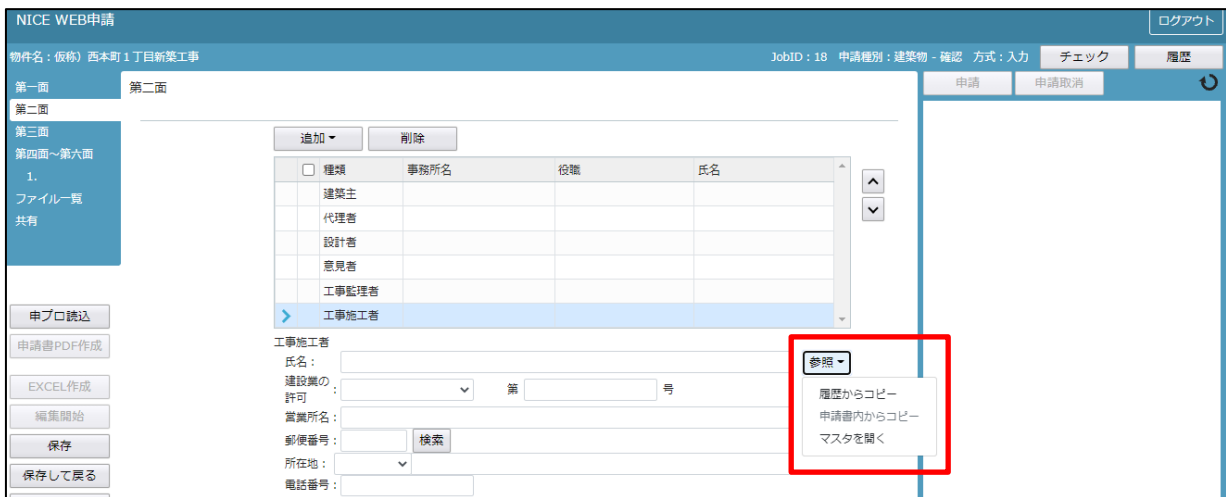 NICE WEB申請
ログアウト
物件名：仮称）西本町１丁目新築工事
JobID：18 申請種別：建築物 - 確認 方式：入力
チェック
履歴
第一面
第二面
第三面
第四面～第六面
1.
ファイル一覧
共有
申プロ読込
申請書PDF作成
EXCEL作成
編集開始
保存
保存して戻る
第二面
追加
削除
種類 事務所名 役職 氏名
建築主
代理者
設計者
意見者
工事監理者
工事施工者
工事施工者
氏名：
建設業の
許可 ： 第 号
営業所名：
郵便番号： 検索
所在地：
電話番号：
参照
履歴からコピー
申請書内からコピー
マスタを開く
申請
申請取消